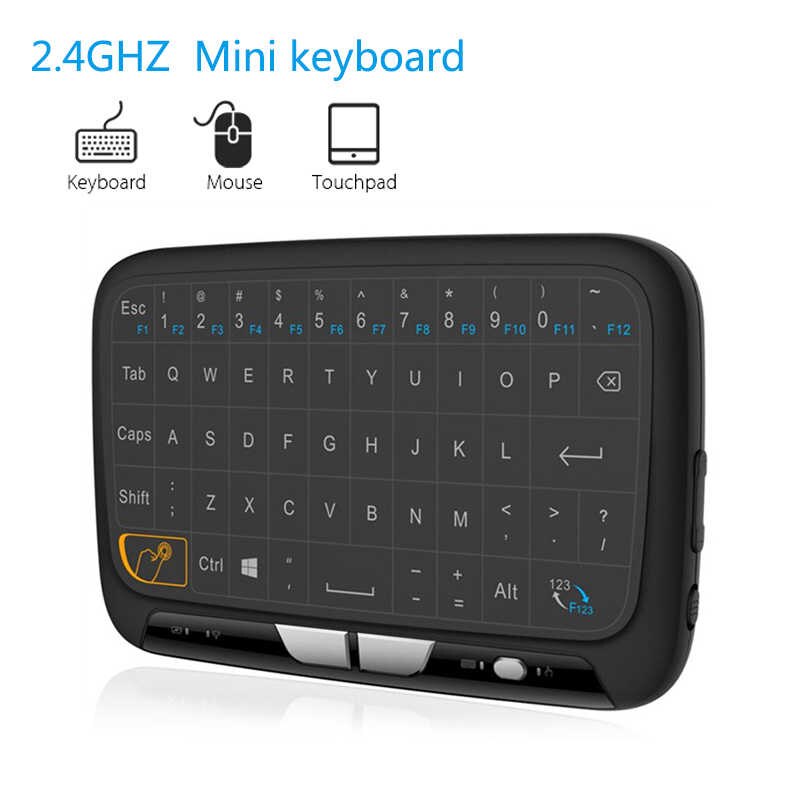 2.4GHZ Mini keyboard
Keyboard Mouse Touchpad
! @ # $ % ^ & * ( ) ~
Esc F1 1 F2 2 F3 3 F4 4 F5 5 F6 6 F7 7 F8 8 F9 9 F10 0 F11 ` F12
Tab Q W E R T Y U I O P
Caps A S D F G H J K L
: < > ?
Shift ; Z X C V B N M , . /
" − +
Ctrl ' - = Alt 123 F123